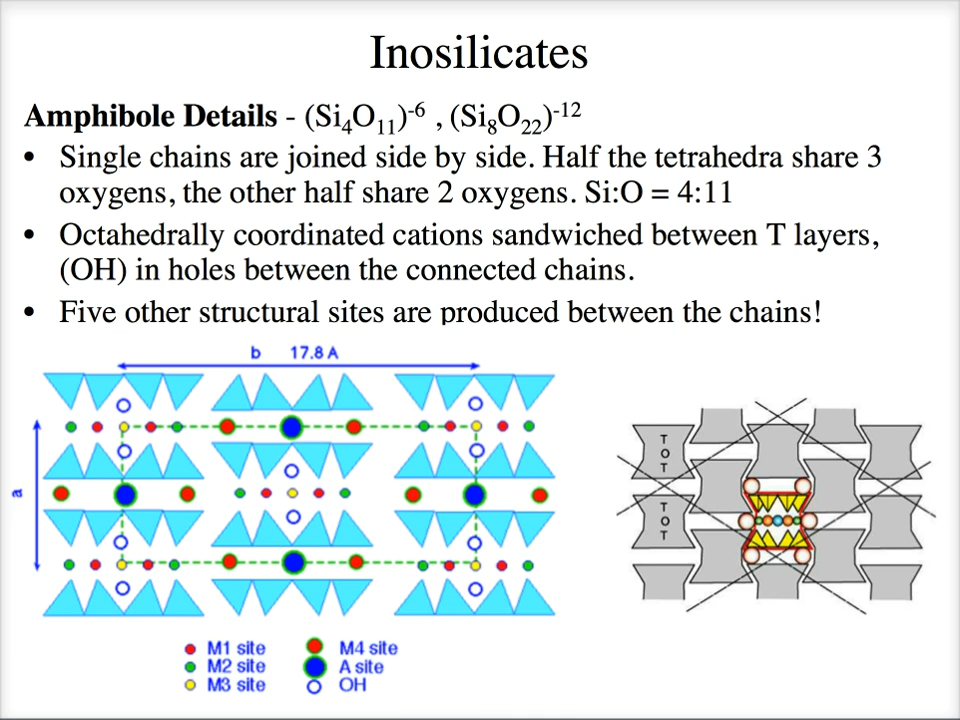 Inosilicates
Amphibole Details - (Si₄O₁₁)⁻⁶ , (Si₈O₂₂)⁻¹²
• Single chains are joined side by side. Half the tetrahedra share 3
oxygens, the other half share 2 oxygens. Si:O = 4:11
• Octahedrally coordinated cations sandwiched between T layers,
(OH) in holes between the connected chains.
• Five other structural sites are produced between the chains!
b 17.8 A
a
T
O
T
T
O
T
M1 site
M2 site
M3 site
M4 site
A site
OH